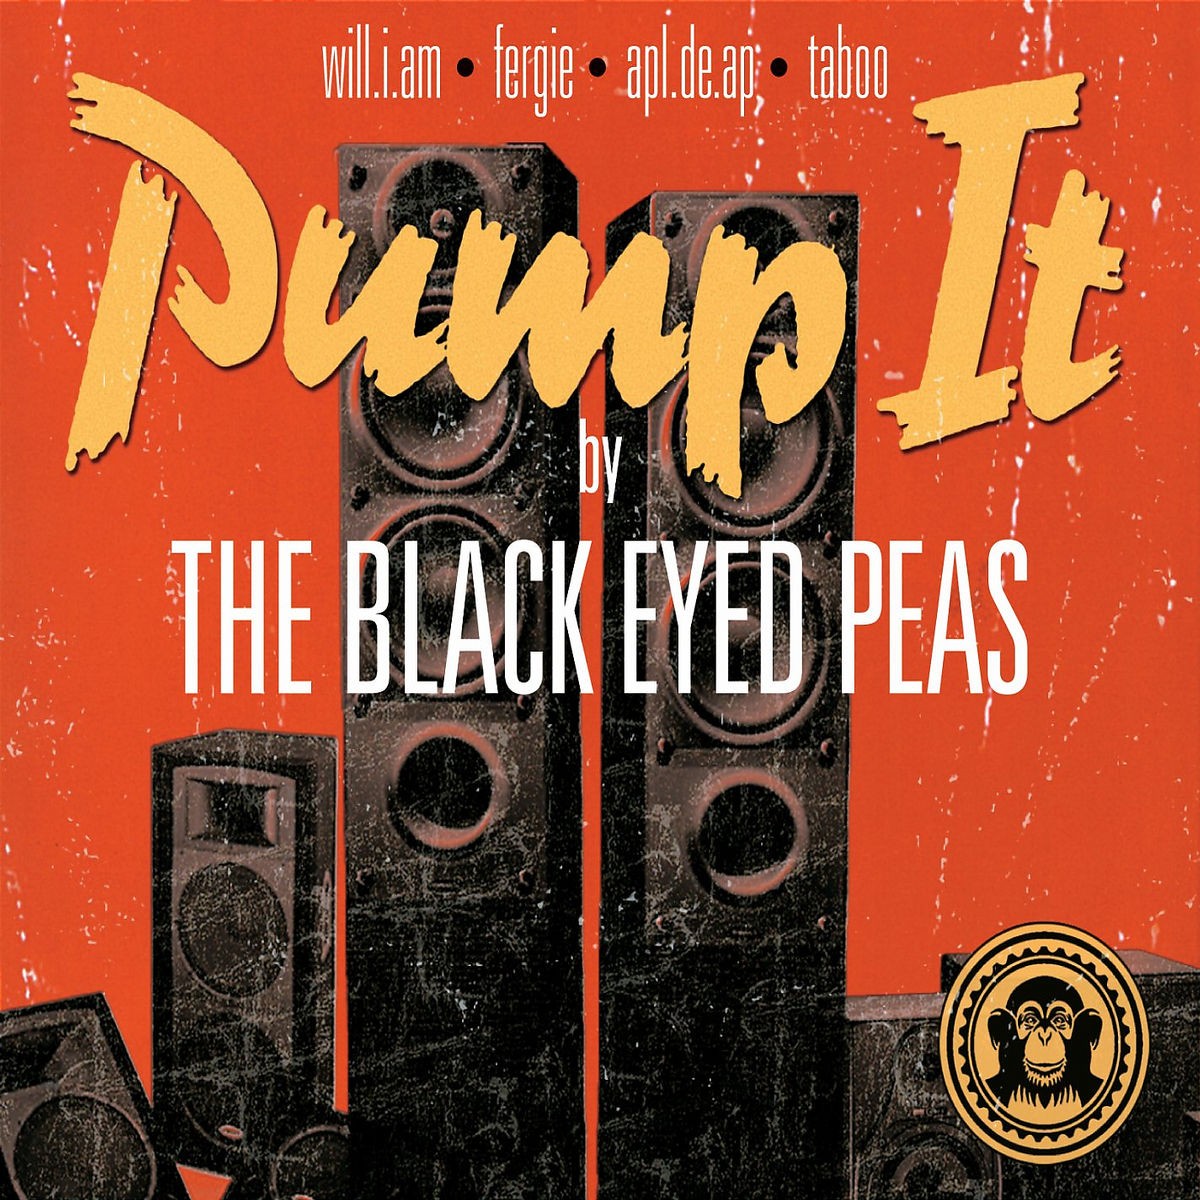 will.i.am • fergie • apl.de.ap • taboo
Pump It
by
THE BLACK EYED PEAS